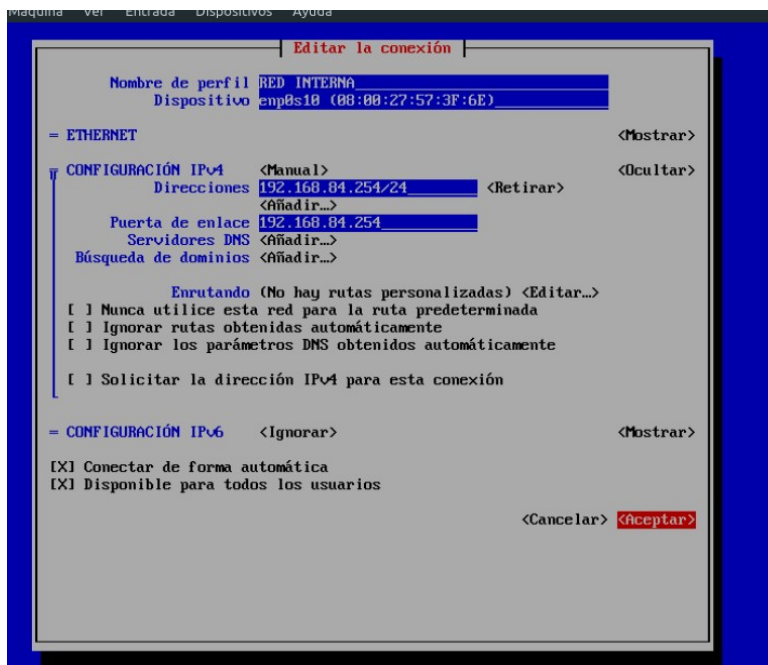 Máquina Ver Entrada Dispositivos Ayuda
Editar la conexión
Nombre de perfil RED INTERNA
Dispositivo enp0s10 (08:00:27:57:3F:6E)
= ETHERNET <Mostrar>
CONFIGURACIÓN IPv4 <Manual> <Ocultar>
Direcciones 192.168.84.254/24 <Retirar>
<Añadir…>
Puerta de enlace 192.168.84.254
Servidores DNS <Añadir…>
Búsqueda de dominios <Añadir…>
Enrutando (No hay rutas personalizadas) <Editar…>
[ ] Nunca utilice esta red para la ruta predeterminada
[ ] Ignorar rutas obtenidas automáticamente
[ ] Ignorar los parámetros DNS obtenidos automáticamente
[ ] Solicitar la dirección IPv4 para esta conexión
= CONFIGURACIÓN IPv6 <Ignorar> <Mostrar>
[X] Conectar de forma automática
[X] Disponible para todos los usuarios
<Cancelar> <Aceptar>